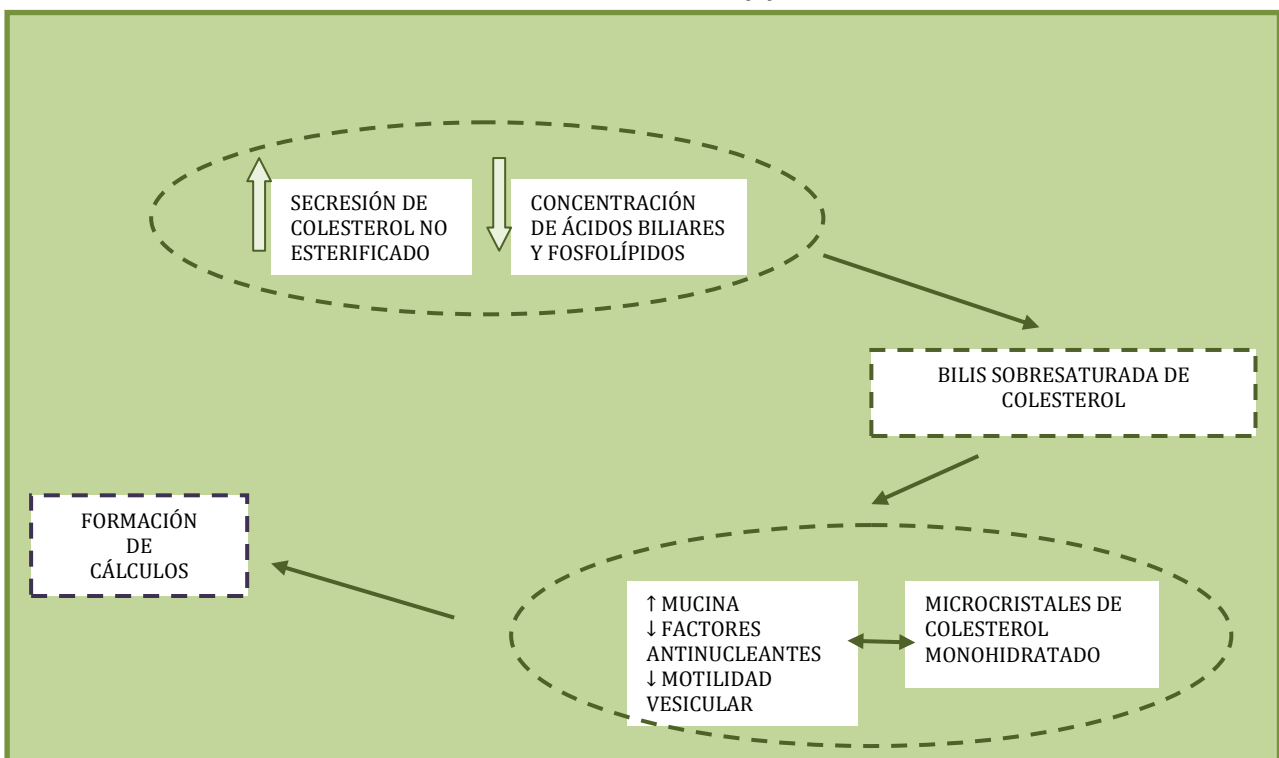 SECRESIÓN DE
COLESTEROL NO
ESTERIFICADO
CONCENTRACIÓN
DE ÁCIDOS BILIARES
Y FOSFOLÍPIDOS
BILIS SOBRESATURADA DE
COLESTEROL
FORMACIÓN
DE
CÁLCULOS
↑ MUCINA
↓ FACTORES
ANTINUCLEANTES
↓ MOTILIDAD
VESICULAR
MICROCRISTALES DE
COLESTEROL
MONOHIDRATADO